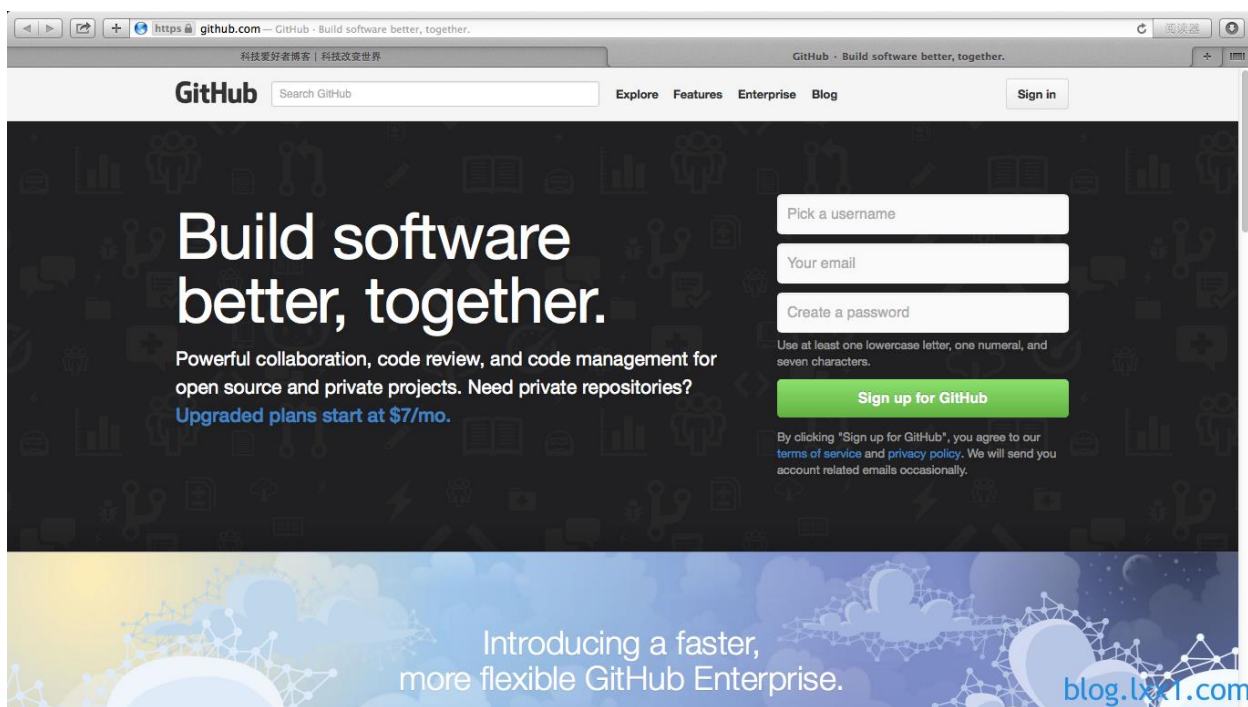 https github.com — GitHub · Build software better, together.
阅读器
科技爱好者博客 | 科技改变世界
GitHub · Build software better, together.
GitHub
Search GitHub
Explore Features Enterprise Blog
Sign in
Build software
better, together.
Powerful collaboration, code review, and code management for
open source and private projects. Need private repositories?
Upgraded plans start at $7/mo.
Pick a username
Your email
Create a password
Use at least one lowercase letter, one numeral, and
seven characters.
Sign up for GitHub
By clicking "Sign up for GitHub", you agree to our
terms of service and privacy policy. We will send you
account related emails occasionally.
Introducing a faster,
more flexible GitHub Enterprise.
blog.lxx1.com